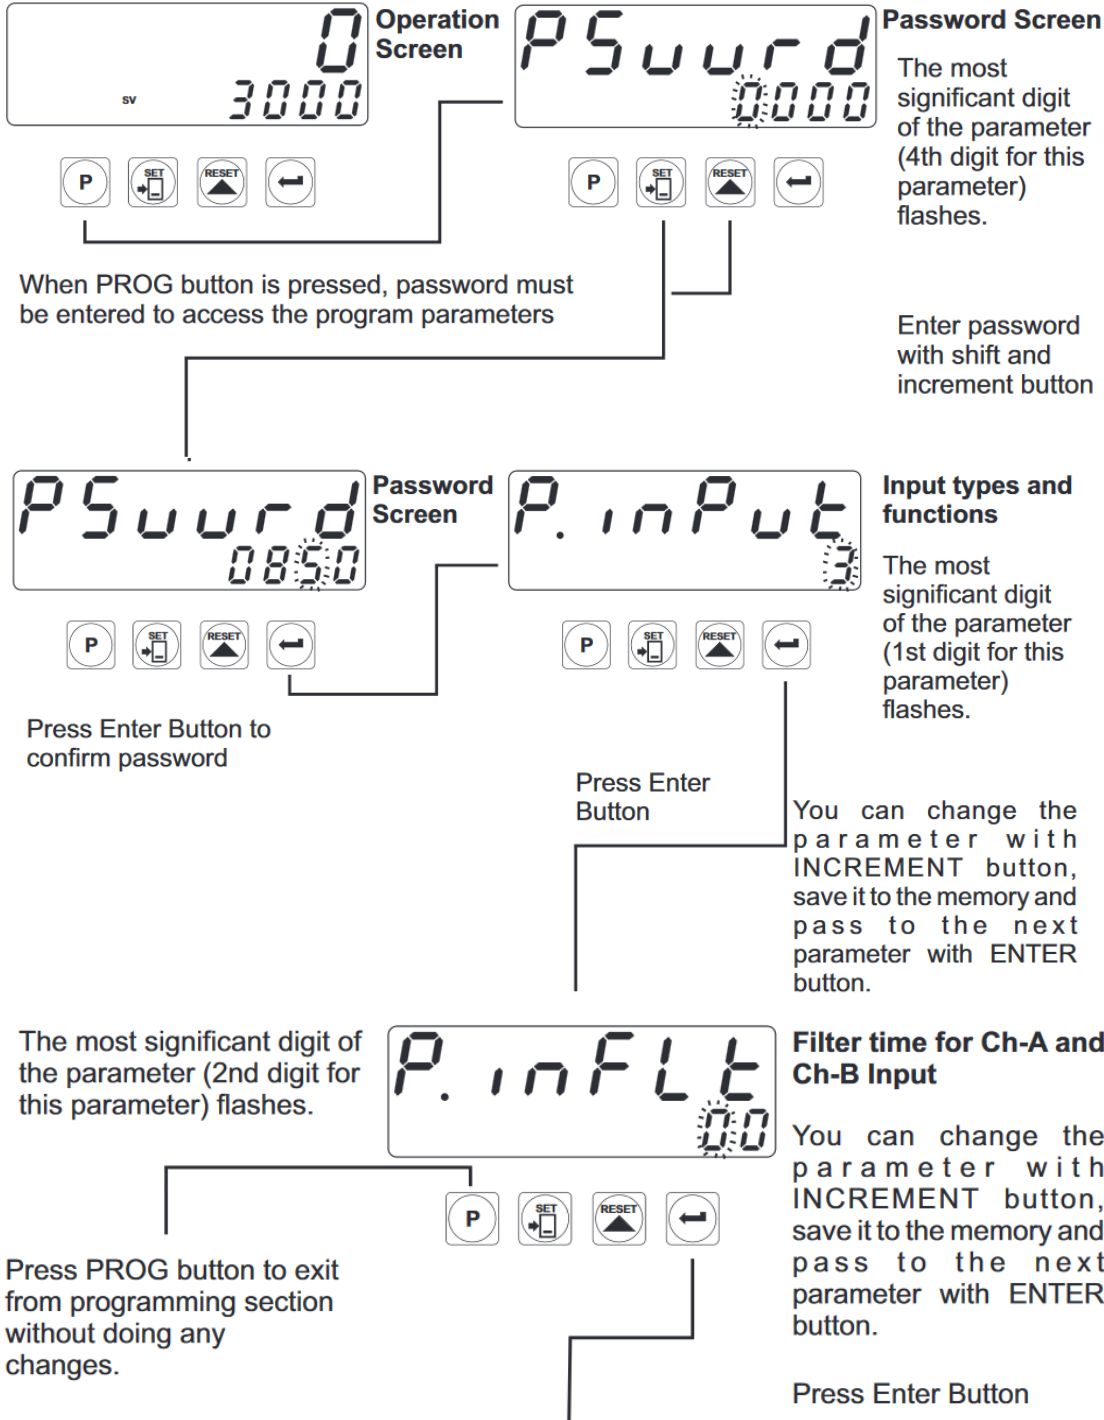 Operation
Screen
0
SV
3000
P
SET
RESET
PSuurd
0000
Password Screen
The most
significant digit
of the parameter
(4th digit for this
parameter)
flashes.
P
SET
RESET
When PROG button is pressed, password must
be entered to access the program parameters
Enter password
with shift and
increment button
PSuurd
0850
Password
Screen
P
SET
RESET
Press Enter Button to
confirm password
P.inPut
3
Input types and
functions
The most
significant digit
of the parameter
(1st digit for this
parameter)
flashes.
P
SET
RESET
Press Enter
Button
You can change the
parameter with
INCREMENT button,
save it to the memory and
pass to the next
parameter with ENTER
button.
The most significant digit of
the parameter (2nd digit for
this parameter) flashes.
P.inFLt
00
P
SET
RESET
Filter time for Ch-A and
Ch-B Input
You can change the
parameter with
INCREMENT button,
save it to the memory and
pass to the next
parameter with ENTER
button.
Press PROG button to exit
from programming section
without doing any
changes.
Press Enter Button